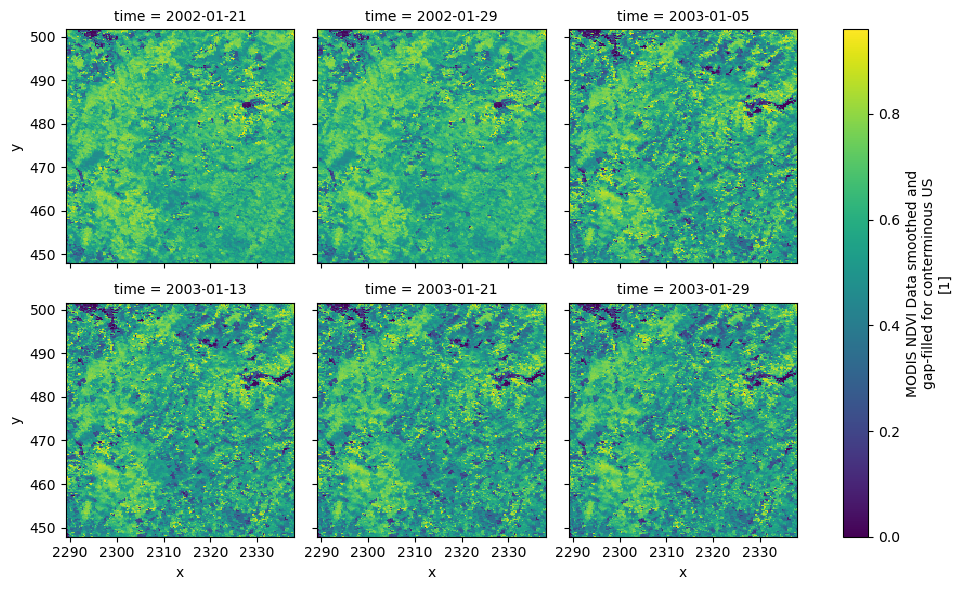 time = 2002-01-21
time = 2002-01-29
time = 2003-01-05
500
490
480
470
460
450
y
time = 2003-01-13
time = 2003-01-21
time = 2003-01-29
500
490
480
470
460
450
y
2290 2300 2310 2320 2330
2290 2300 2310 2320 2330
2290 2300 2310 2320 2330
x
x
x
0.8
0.6
0.4
0.2
0.0
MODIS NDVI Data smoothed and
gap-filled for conterminous US
[1]